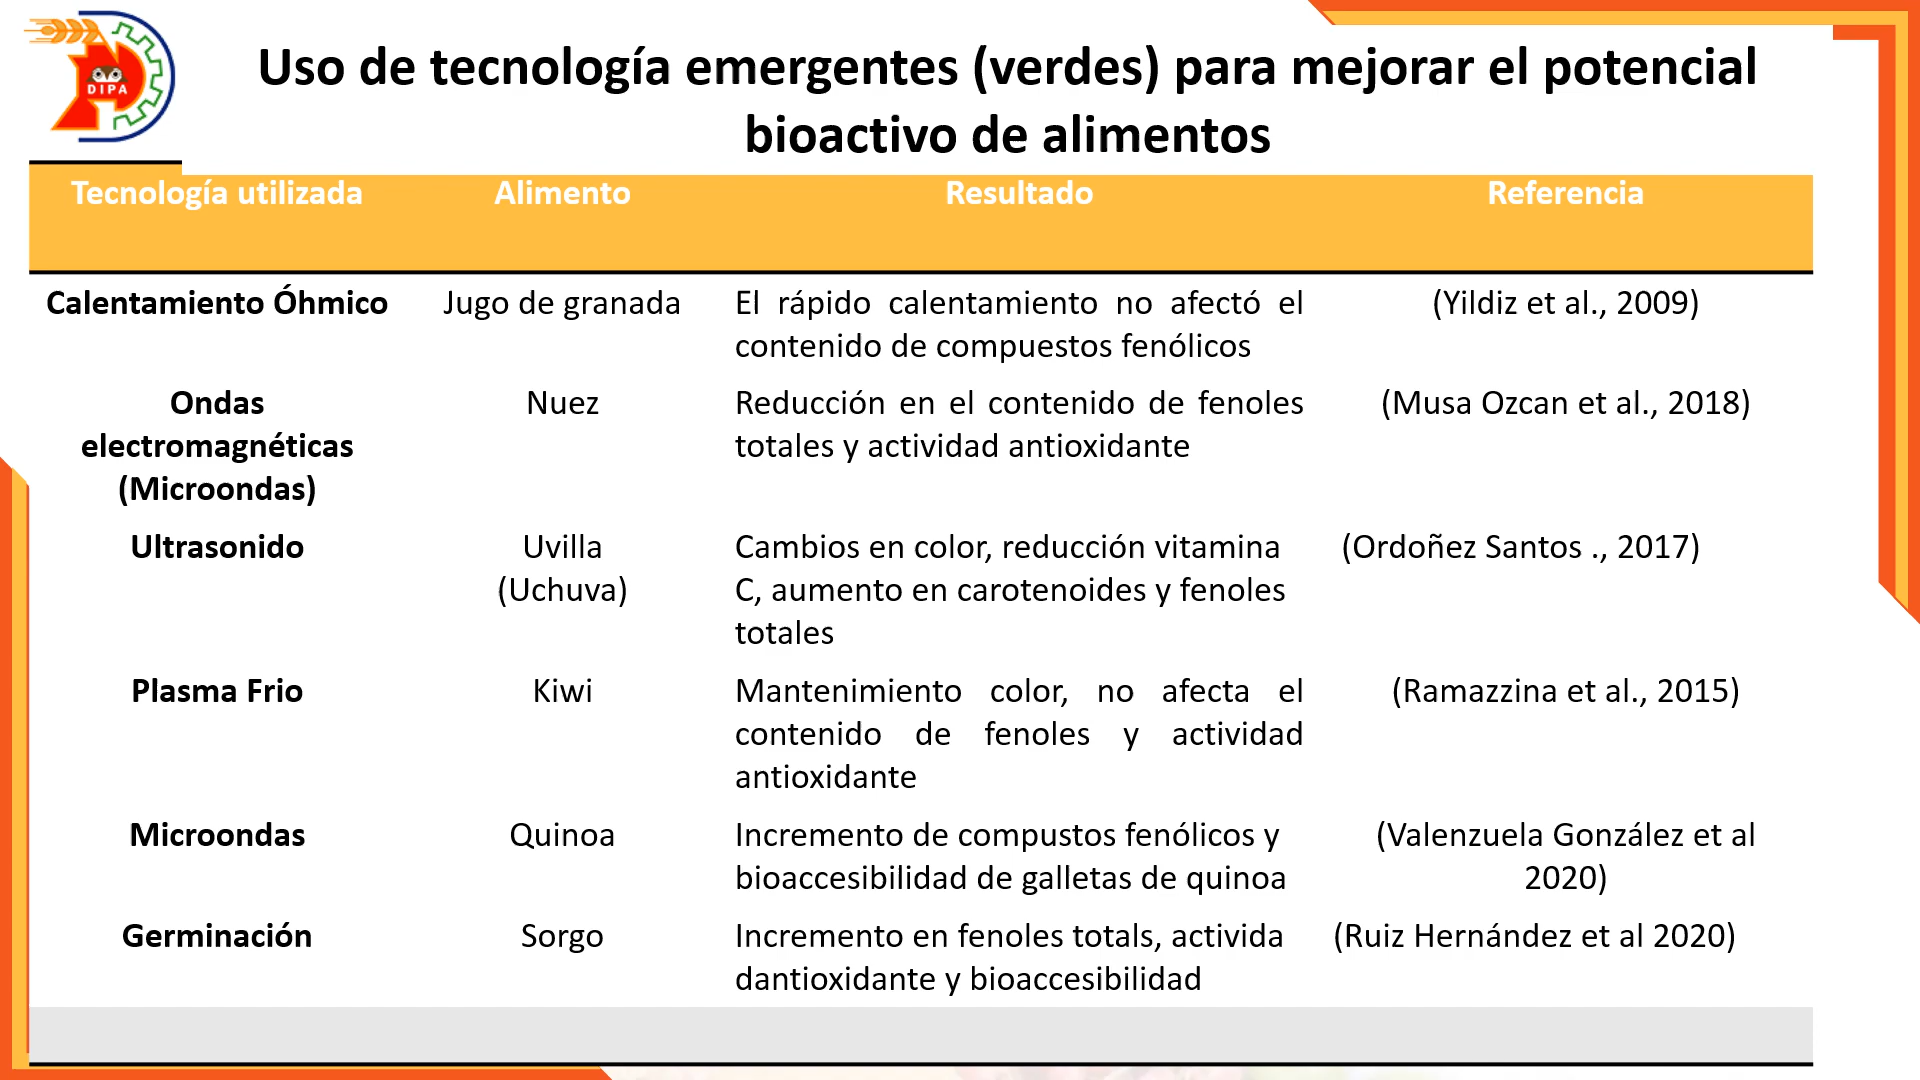 DIPA
Uso de tecnología emergentes (verdes) para mejorar el potencial
bioactivo de alimentos
Tecnología utilizada Alimento Resultado Referencia
Calentamiento Óhmico Jugo de granada El rápido calentamiento no afectó el (Yildiz et al., 2009)
contenido de compuestos fenólicos
Ondas Nuez Reducción en el contenido de fenoles (Musa Ozcan et al., 2018)
electromagnéticas totales y actividad antioxidante
(Microondas)
Ultrasonido Uvilla Cambios en color, reducción vitamina (Ordoñez Santos ., 2017)
(Uchuva) C, aumento en carotenoides y fenoles
totales
Plasma Frio Kiwi Mantenimiento color, no afecta el (Ramazzina et al., 2015)
contenido de fenoles y actividad
antioxidante
Microondas Quinoa Incremento de compustos fenólicos y (Valenzuela González et al
bioaccesibilidad de galletas de quinoa 2020)
Germinación Sorgo Incremento en fenoles totals, activida (Ruiz Hernández et al 2020)
dantioxidante y bioaccesibilidad